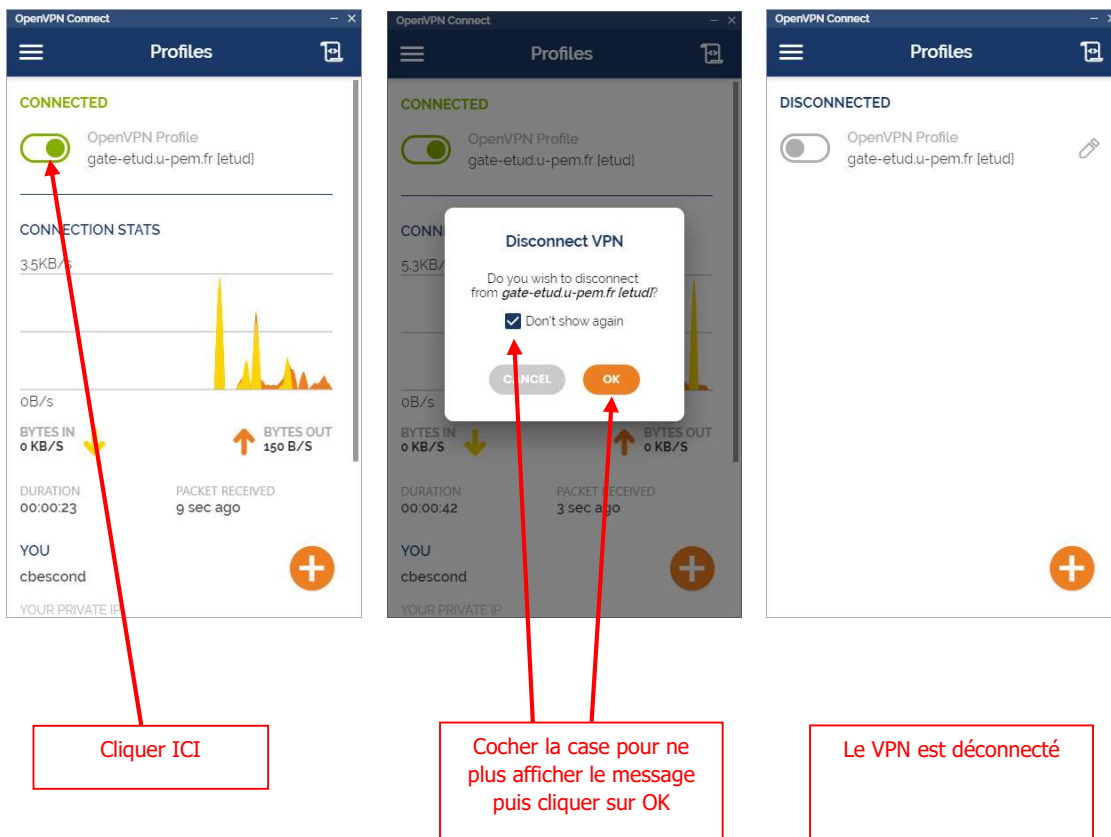 OpenVPN Connect
Profiles
CONNECTED
OpenVPN Profile
gate-etud.u-pem.fr [etud]
CONNECTION STATS
3.5KB/s
0B/s
BYTES IN
0 KB/S
BYTES OUT
150 B/S
DURATION
00:00:23
PACKET RECEIVED
9 sec ago
YOU
cbescond
YOUR PRIVATE IP
Cliquer ICI
OpenVPN Connect
Profiles
CONNECTED
OpenVPN Profile
gate-etud.u-pem.fr [etud]
CONN
5.3KB/
Disconnect VPN
Do you wish to disconnect
from gate-etud.u-pem.fr [etud]?
Don't show again
CANCEL
OK
0B/s
BYTES IN
0 KB/S
BYTES OUT
0 KB/S
DURATION
00:00:42
PACKET RECEIVED
3 sec ago
YOU
cbescond
YOUR PRIVATE IP
Cocher la case pour ne
plus afficher le message
puis cliquer sur OK
OpenVPN Connect
Profiles
DISCONNECTED
OpenVPN Profile
gate-etud.u-pem.fr [etud]
Le VPN est déconnecté